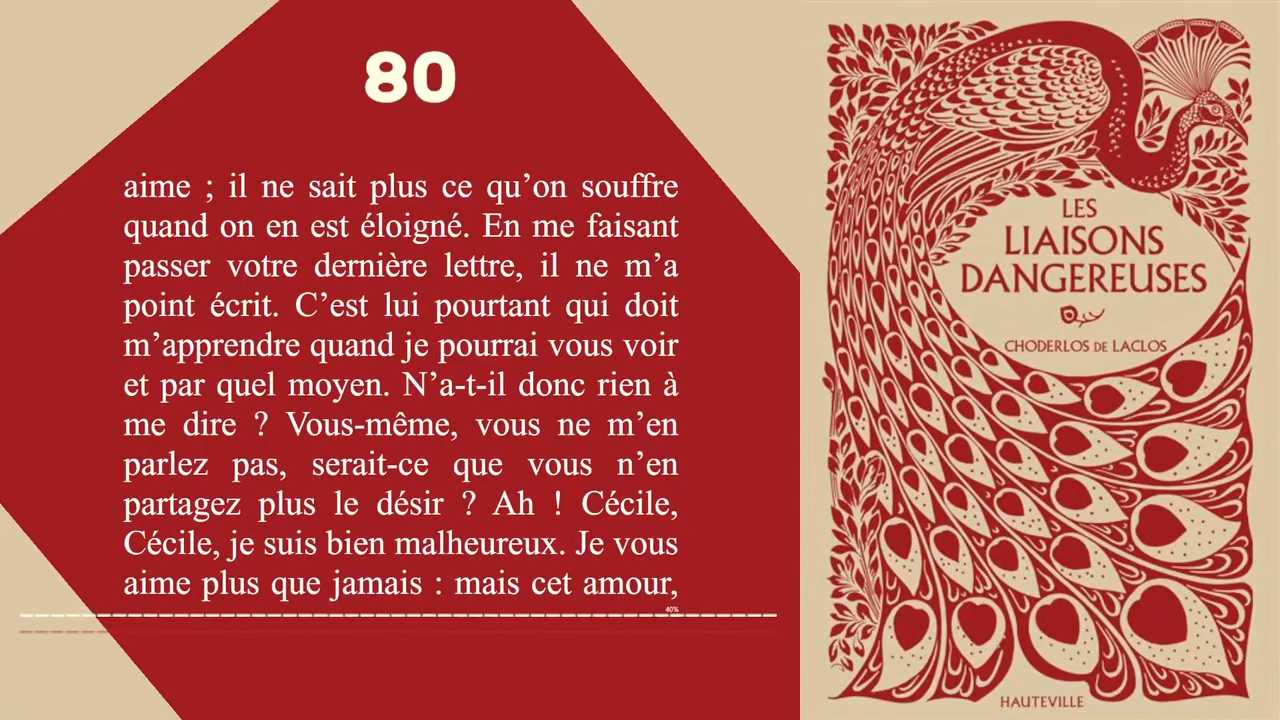 80
aime ; il ne sait plus ce qu’on souffre
quand on en est éloigné. En me faisant
passer votre dernière lettre, il ne m’a
point écrit. C’est lui pourtant qui doit
m’apprendre quand je pourrai vous voir
et par quel moyen. N’a-t-il donc rien à
me dire ? Vous-même, vous ne m’en
parlez pas, serait-ce que vous n’en
partagez plus le désir ? Ah ! Cécile,
Cécile, je suis bien malheureux. Je vous
aime plus que jamais : mais cet amour,
40%
LES
LIAISONS
DANGEREUSES
CHODERLOS DE LACLOS
HAUTEVILLE